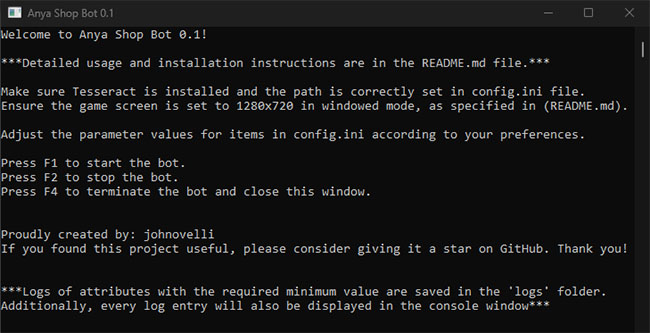 Anya Shop Bot 0.1
Welcome to Anya Shop Bot 0.1!
***Detailed usage and installation instructions are in the README.md file.***
Make sure Tesseract is installed and the path is correctly set in config.ini file.
Ensure the game screen is set to 1280x720 in windowed mode, as specified in (README.md).
Adjust the parameter values for items in config.ini according to your preferences.
Press F1 to start the bot.
Press F2 to stop the bot.
Press F4 to terminate the bot and close this window.
Proudly created by: johnovelli
If you found this project useful, please consider giving it a star on GitHub. Thank you!
***Logs of attributes with the required minimum value are saved in the 'logs' folder.
Additionally, every log entry will also be displayed in the console window***